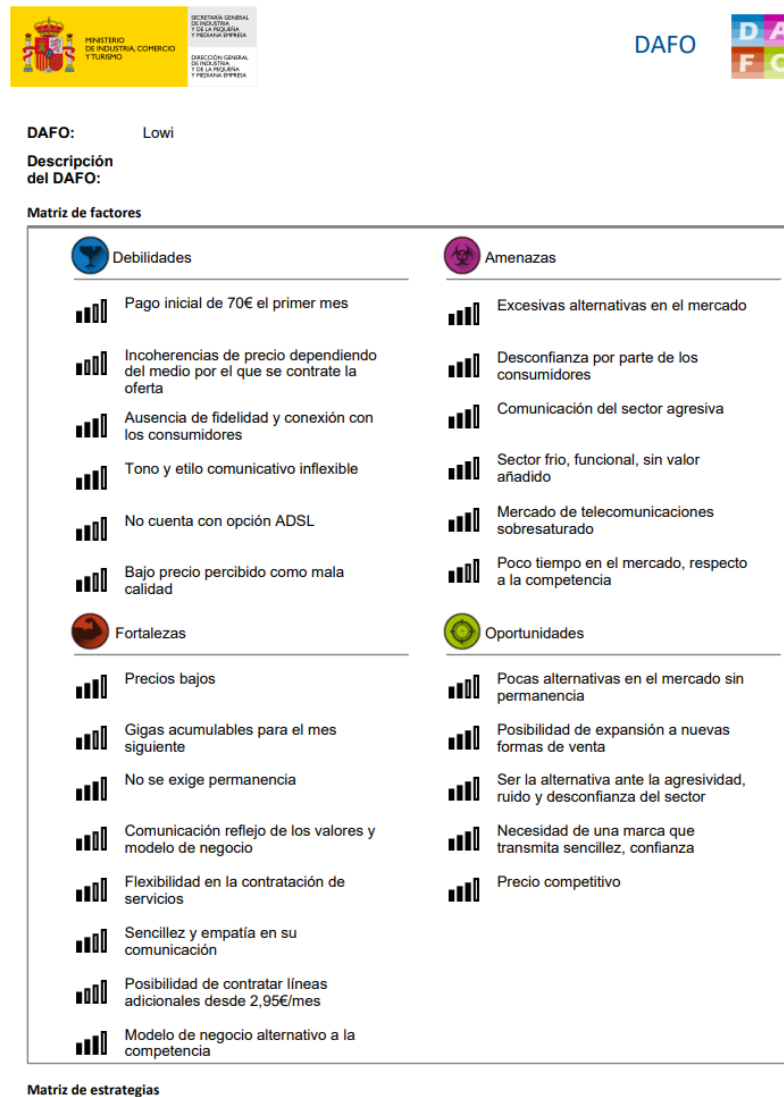 MINISTERIO
DE INDUSTRIA, COMERCIO
Y TURISMO
SECRETARÍA GENERAL
DE INDUSTRIA
Y DE LA PEQUEÑA
Y MEDIANA EMPRESA
DIRECCIÓN GENERAL
DE INDUSTRIA
Y DE LA PEQUEÑA
Y MEDIANA EMPRESA
DAFO
D A
F O
DAFO: Lowi
Descripción
del DAFO:
Matriz de factores
Debilidades
Pago inicial de 70€ el primer mes
Incoherencias de precio dependiendo
del medio por el que se contrate la
oferta
Ausencia de fidelidad y conexión con
los consumidores
Tono y etilo comunicativo inflexible
No cuenta con opción ADSL
Bajo precio percibido como mala
calidad
Amenazas
Excesivas alternativas en el mercado
Desconfianza por parte de los
consumidores
Comunicación del sector agresiva
Sector frio, funcional, sin valor
añadido
Mercado de telecomunicaciones
sobresaturado
Poco tiempo en el mercado, respecto
a la competencia
Fortalezas
Precios bajos
Gigas acumulables para el mes
siguiente
No se exige permanencia
Comunicación reflejo de los valores y
modelo de negocio
Flexibilidad en la contratación de
servicios
Sencillez y empatía en su
comunicación
Posibilidad de contratar líneas
adicionales desde 2,95€/mes
Modelo de negocio alternativo a la
competencia
Oportunidades
Pocas alternativas en el mercado sin
permanencia
Posibilidad de expansión a nuevas
formas de venta
Ser la alternativa ante la agresividad,
ruido y desconfianza del sector
Necesidad de una marca que
transmita sencillez, confianza
Precio competitivo
Matriz de estrategias